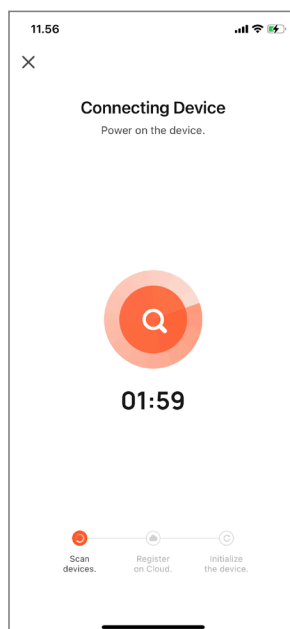 11.56
Connecting Device
Power on the device.
01:59
Scan
devices.
Register
on Cloud.
Initialize
the device.